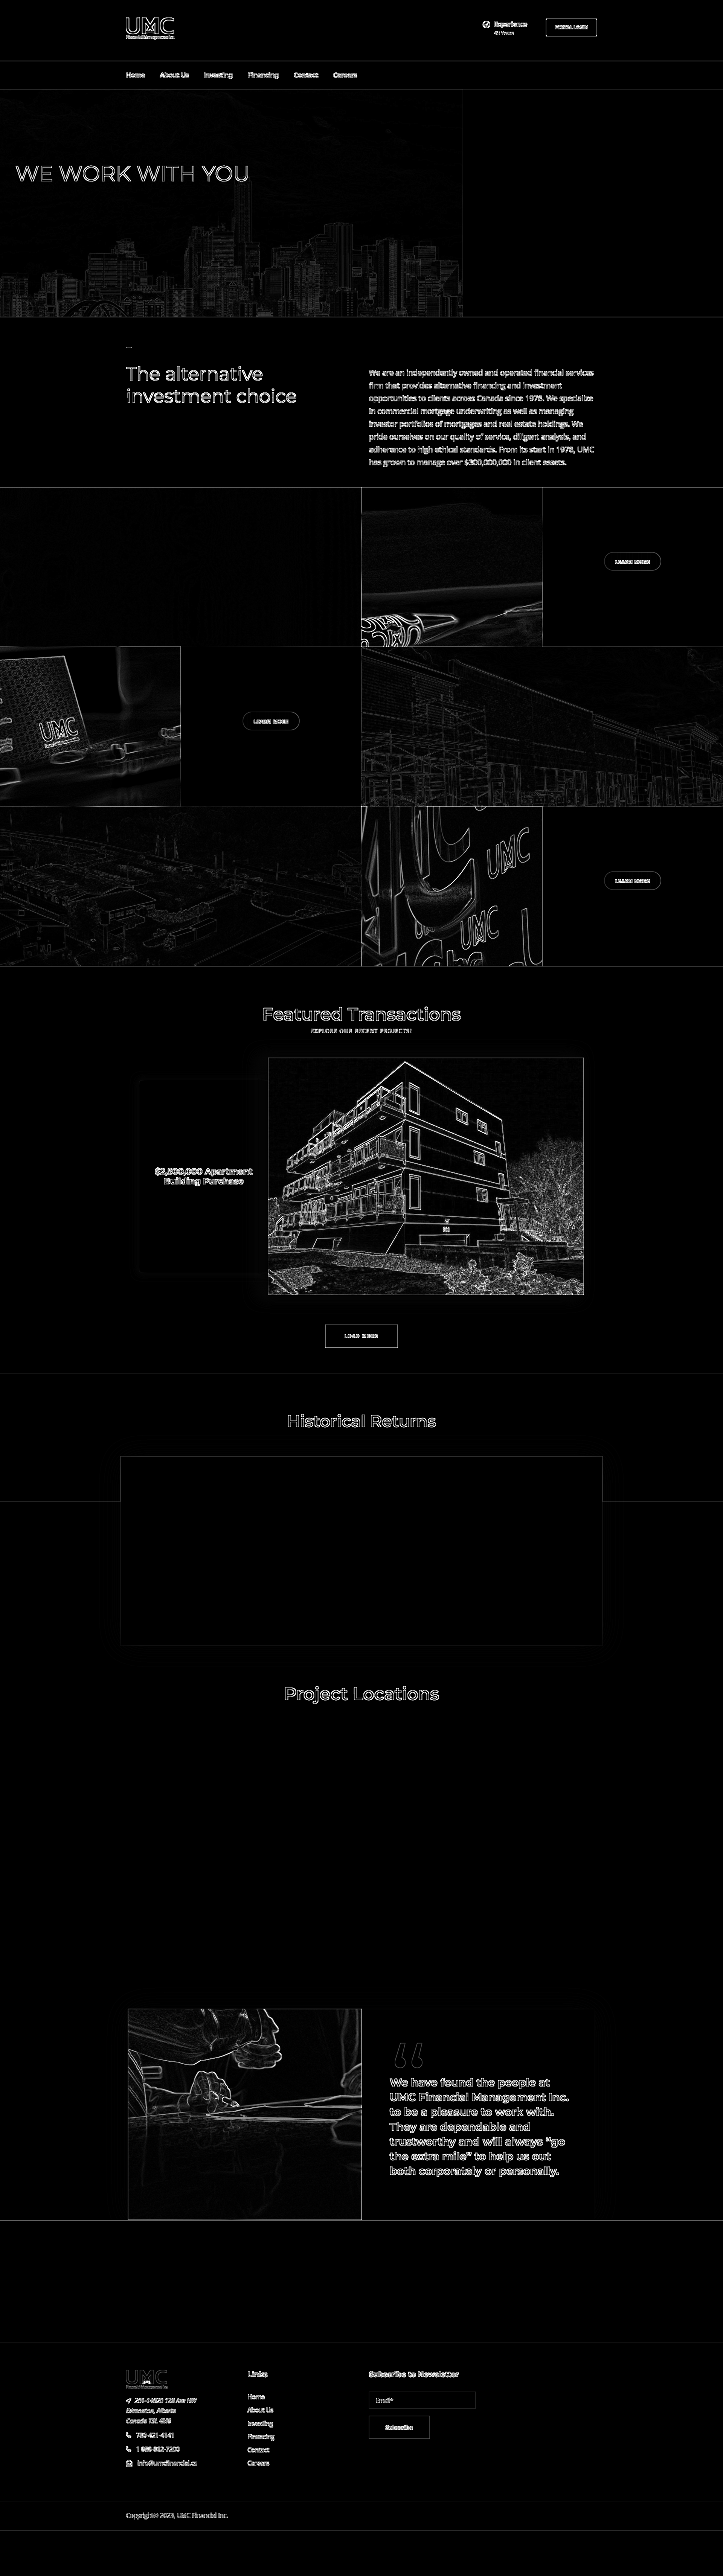 UMC
Financial Management Inc.
Experience
45 Years
PORTAL LOGIN
Home About Us Investing Financing Contact Careers
WE WORK WITH YOU
The alternative
investment choice
We are an independently owned and operated financial services
firm that provides alternative financing and investment
opportunities to clients across Canada since 1978. We specialize
in commercial mortgage underwriting as well as managing
investor portfolios of mortgages and real estate holdings. We
pride ourselves on our quality of service, diligent analysis, and
adherence to high ethical standards. From its start in 1978, UMC
has grown to manage over $300,000,000 in client assets.
LEARN MORE
UMC
LEARN MORE
UMC
UMC
UMC
LEARN MORE
Featured Transactions
EXPLORE OUR RECENT PROJECTS!
Apartment
Building Purchase
LOAD MORE
Historical Returns
Project Locations
“
We have found the people at
UMC Financial Management Inc.
to be a pleasure to work with.
They are dependable and
trustworthy and will always “go
the extra mile” to help us out
both corporately or personally.
UMC
Financial Management Inc.
201-14020 128 Ave NW
Edmonton, Alberta
Canada T5L 4M8
780-421-4141
1 888-862-7200
info@umcfinancial.ca
Links
Home
About Us
Investing
Financing
Contact
Careers
Subscribe to Newsletter
Email*
Subscribe
Copyright© 2023, UMC Financial Inc.